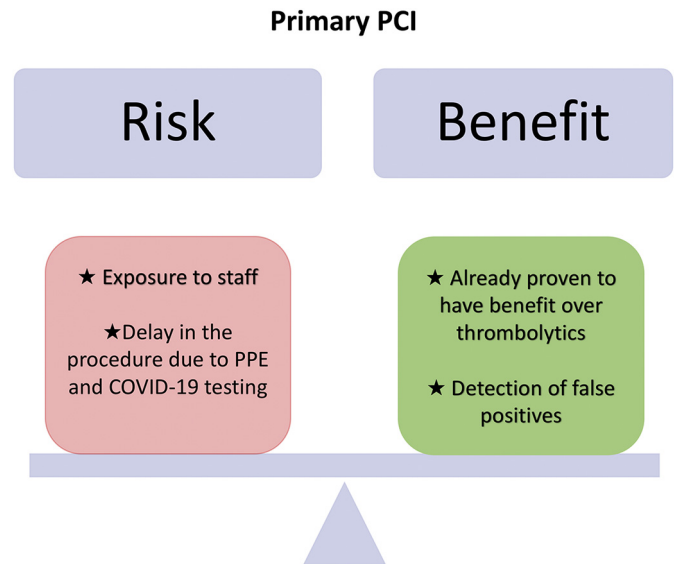 Primary PCI
Risk
Benefit
★ Exposure to staff
★Delay in the
procedure due to PPE
and COVID-19 testing
★ Already proven to
have benefit over
thrombolytics
★ Detection of false
positives